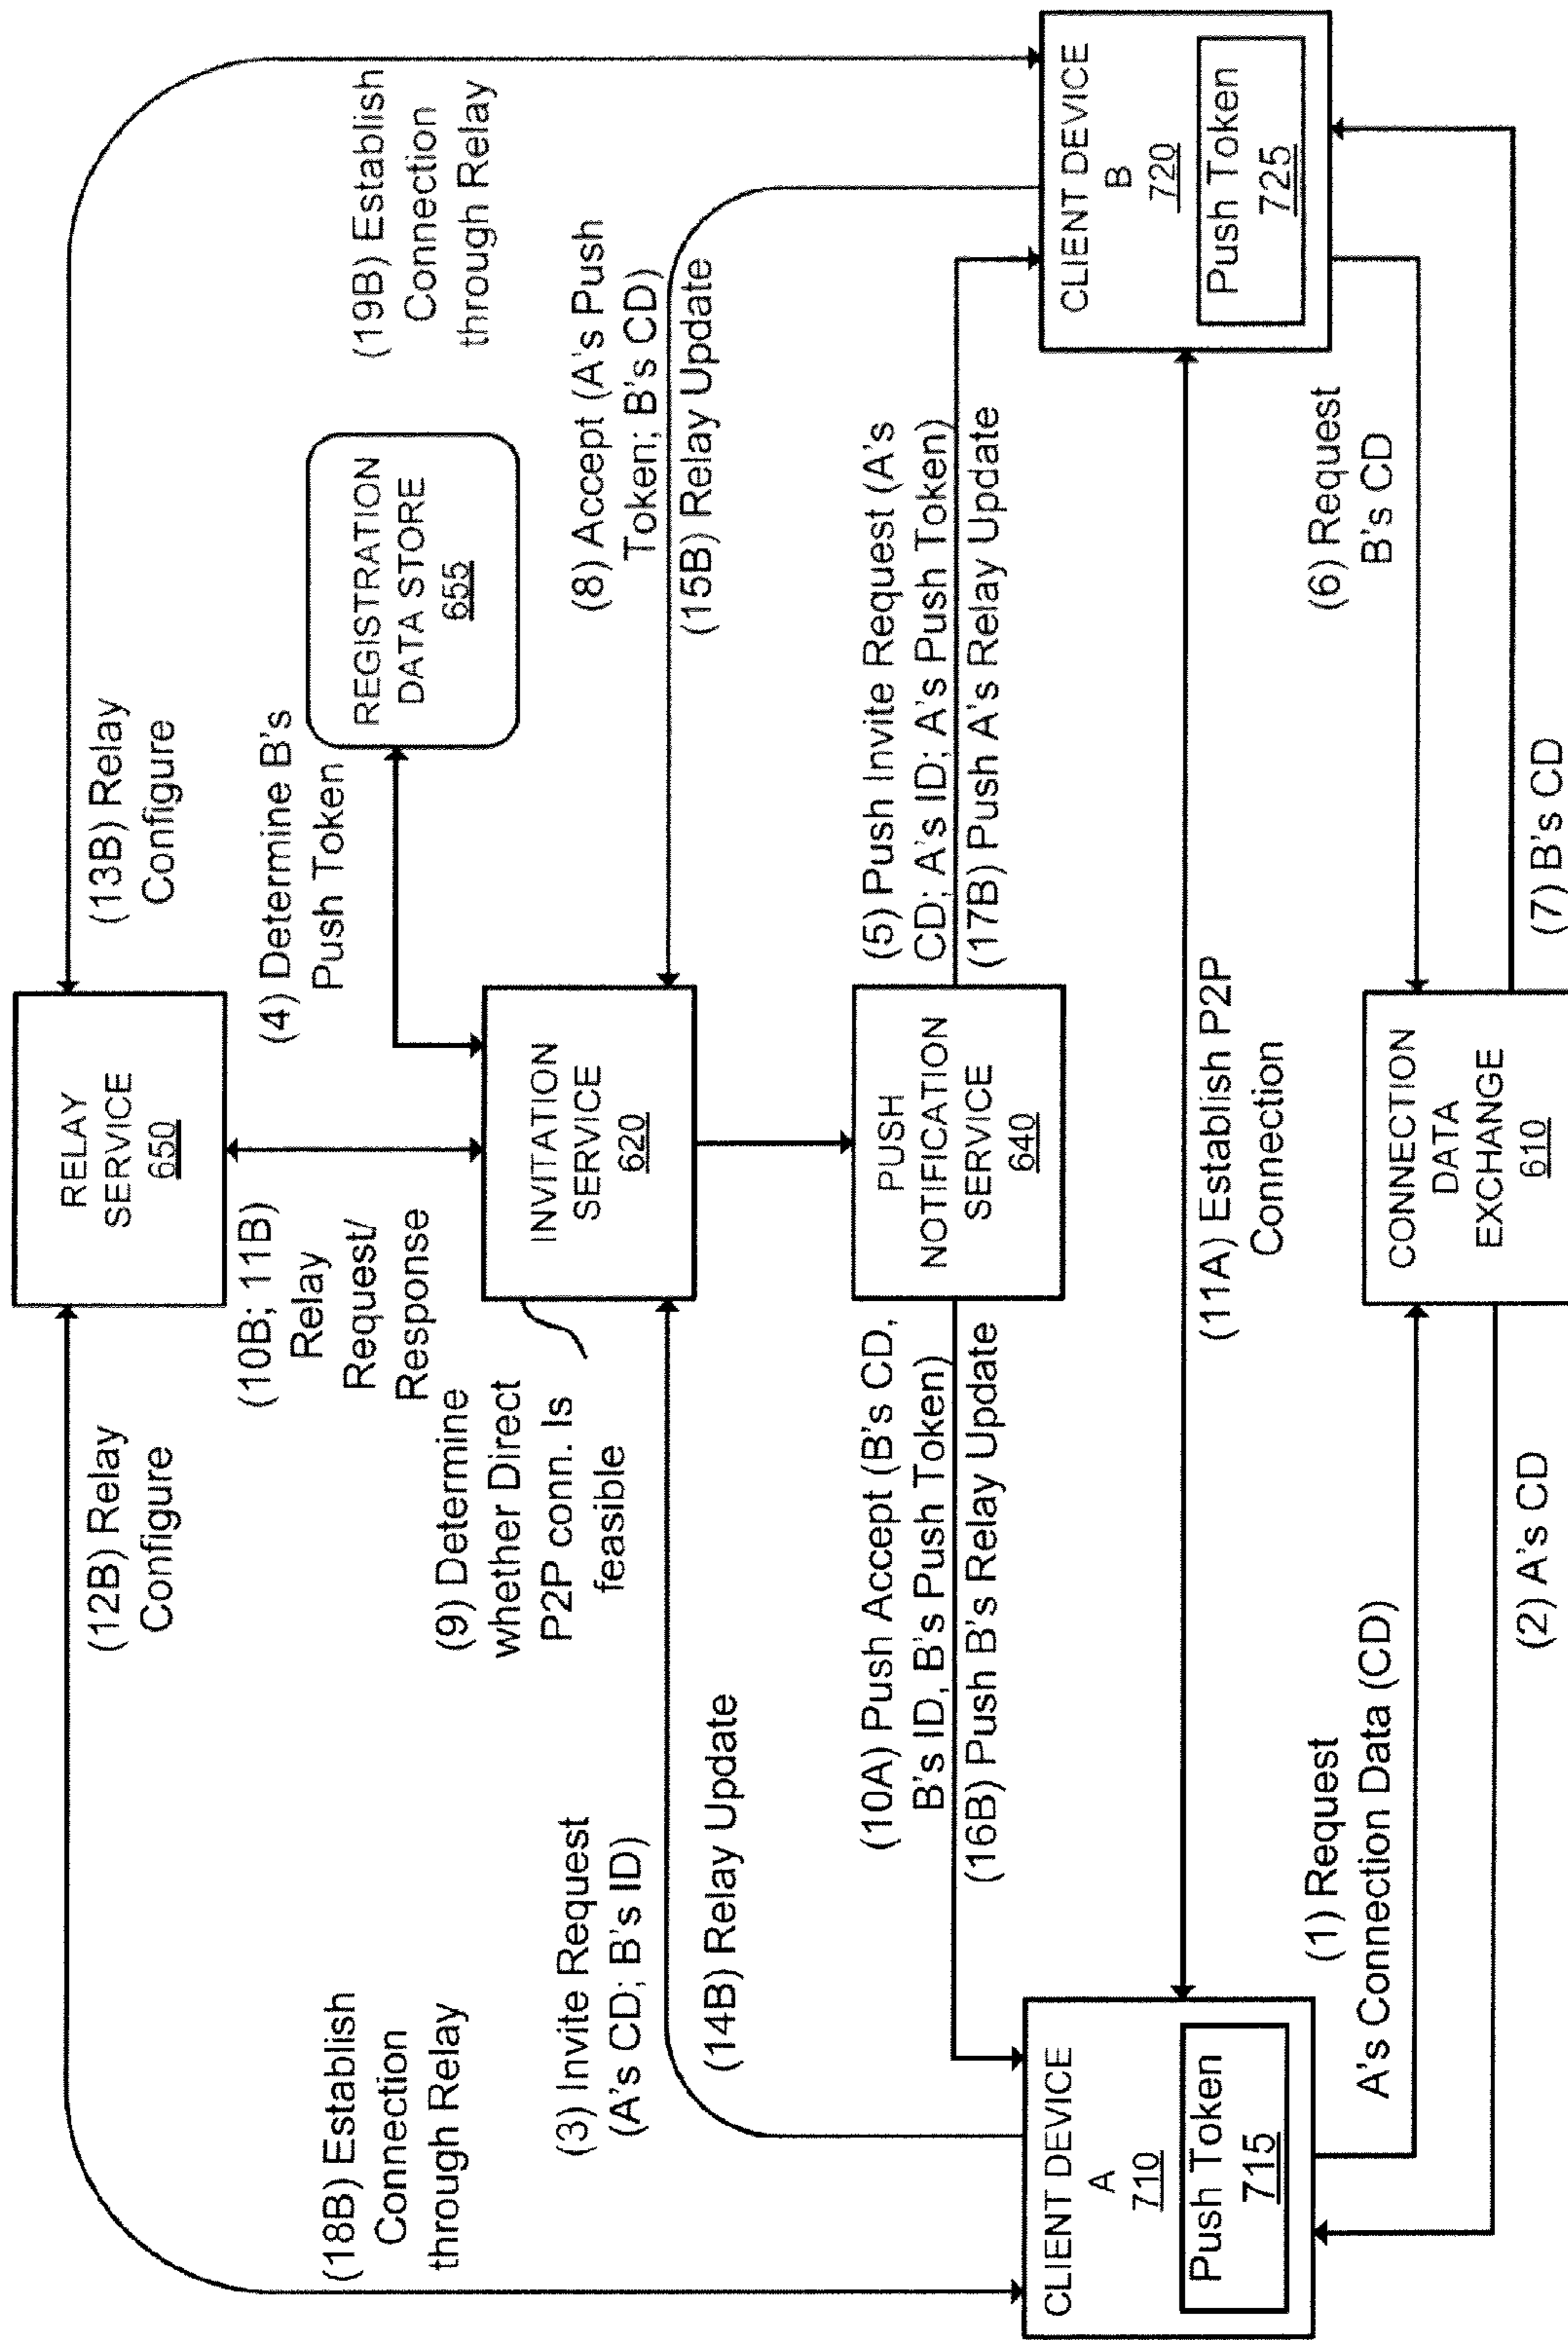 (12B) Relay
Configure
(18B) Establish
Connection
through Relay
RELAY
SERVICE
650
(13B) Relay
Configure
(19B) Establish
Connection
through Relay
(10B; 11B)
Relay
Request/
Response
(4) Determine B's
Push Token
REGISTRATION
DATA STORE
655
(9) Determine
whether Direct
P2P conn. Is
feasible
(3) Invite Request
(A's CD; B's ID)
(14B) Relay Update
INVITATION
SERVICE
620
(8) Accept (A's Push
Token; B's CD)
(15B) Relay Update
(10A) Push Accept (B's CD,
B's ID, B's Push Token)
(16B) Push B's Relay Update
PUSH
NOTIFICATION
SERVICE
640
(5) Push Invite Request (A's
CD; A's ID; A's Push Token)
(17B) Push A's Relay Update
CLIENT DEVICE
A
710
Push Token
715
(11A) Establish P2P
Connection
CLIENT DEVICE
B
720
Push Token
725
(1) Request
A's Connection Data (CD)
(2) A's CD
CONNECTION
DATA
EXCHANGE
610
(6) Request
B's CD
(7) B's CD